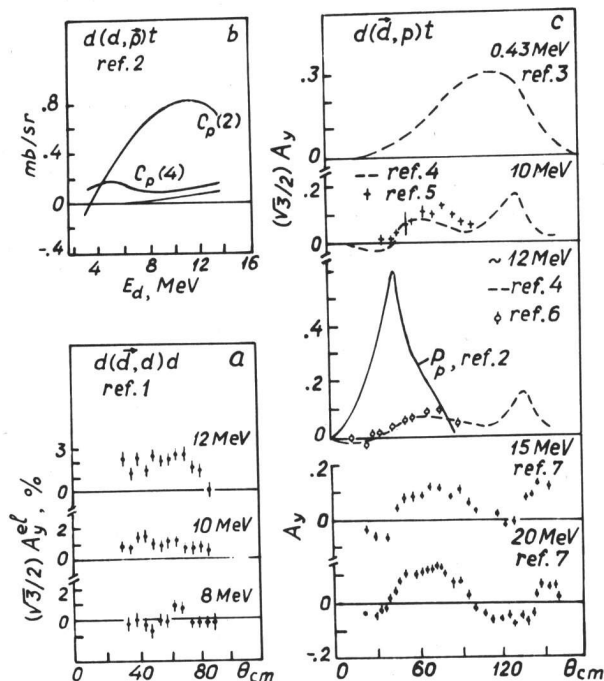 d(d,p̄)t b
ref.2
mb/sr
.8
.4
0
-.4
C_p(2)
C_p(4)
4 8 12 16
E_d, MeV
d(d⃗,d)d a
ref.1
(√3/2) A_y^el, %
12 MeV
3
0
10 MeV
2
0
8 MeV
2
0
0 40 80 θcm
d(d⃗,p)t c
0.43 MeV
ref.3
.3
0
(√3/2) A_y
10 MeV
-- ref.4
ref.5
.2
0
~ 12 MeV
-- ref.4
ref.6
.4
.2
0
P_p, ref.2
15 MeV
ref.7
0.2
0
A_y
20 MeV
ref.7
0
-.2
0 60 120 θcm